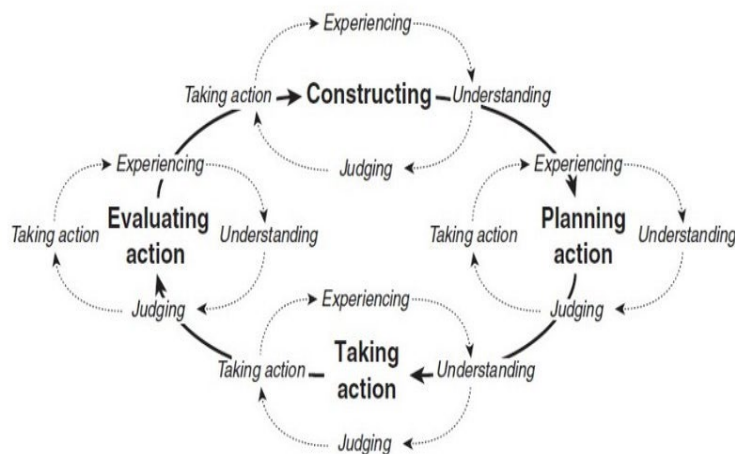 Experiencing
Taking action
Constructing
Understanding
Judging
Experiencing
Taking action
Planning
action
Understanding
Judging
Experiencing
Taking action
Taking
action
Understanding
Judging
Experiencing
Taking action
Evaluating
action
Understanding
Judging